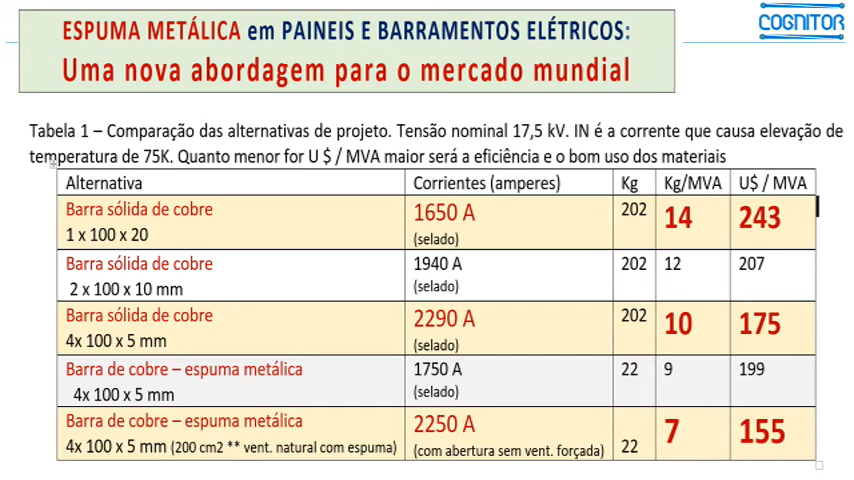 COGNITOR
ESPUMA METÁLICA em PAINEIS E BARRAMENTOS ELÉTRICOS:
Uma nova abordagem para o mercado mundial
Tabela 1 – Comparação das alternativas de projeto. Tensão nominal 17,5 kV. IN é a corrente que causa elevação de
temperatura de 75K. Quanto menor for U $ / MVA maior será a eficiência e o bom uso dos materiais
Alternativa Corrientes (amperes) Kg Kg/MVA U$ / MVA
Barra sólida de cobre 1650 A 202 14 243
1 x 100 x 20 (selado)
Barra sólida de cobre 1940 A 202 12 207
2 x 100 x 10 mm (selado)
Barra sólida de cobre 2290 A 202 10 175
4x 100 x 5 mm (selado)
Barra de cobre – espuma metálica 1750 A 22 9 199
4x 100 x 5 mm (selado)
Barra de cobre – espuma metálica 2250 A 7 155
4x 100 x 5 mm (200 cm2 ** vent. natural com espuma) (com abertura sem vent. forçada) 22